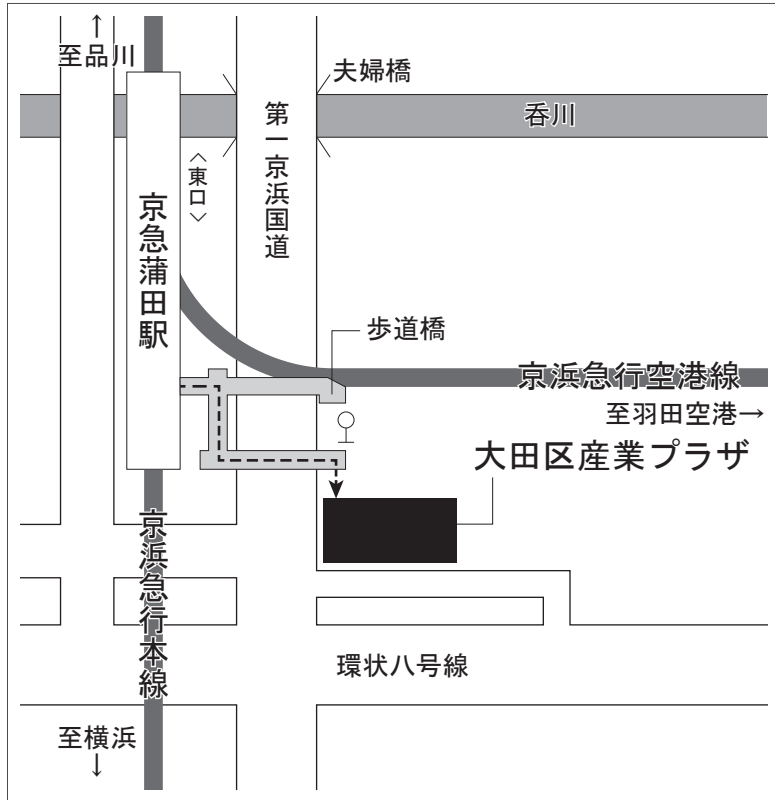 ↑
至品川
夫婦橋
呑川
第一京浜国道
〈東口〉
京急蒲田駅
歩道橋
京浜急行空港線
至羽田空港→
大田区産業プラザ
京浜急行本線
環状八号線
至横浜
↓